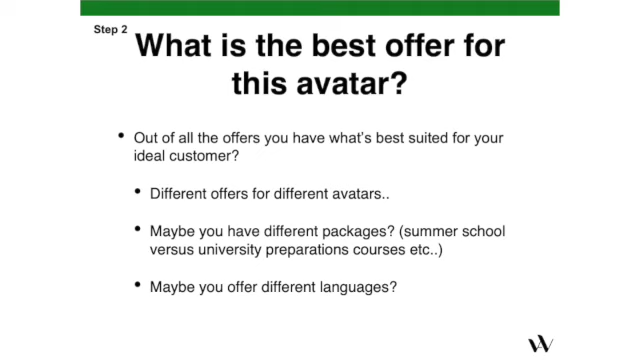 Step 2
What is the best offer for
this avatar?
• Out of all the offers you have what's best suited for your
ideal customer?
• Different offers for different avatars..
• Maybe you have different packages? (summer school
versus university preparations courses etc..)
• Maybe you offer different languages?